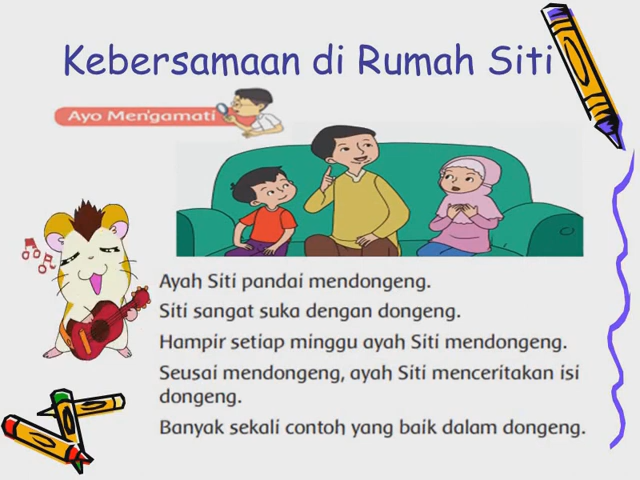 Kebersamaan di Rumah Siti
Ayo Mengamati
Ayah Siti pandai mendongeng.
Siti sangat suka dengan dongeng.
Hampir setiap minggu ayah Siti mendongeng.
Seusai mendongeng, ayah Siti menceritakan isi
dongeng.
Banyak sekali contoh yang baik dalam dongeng.